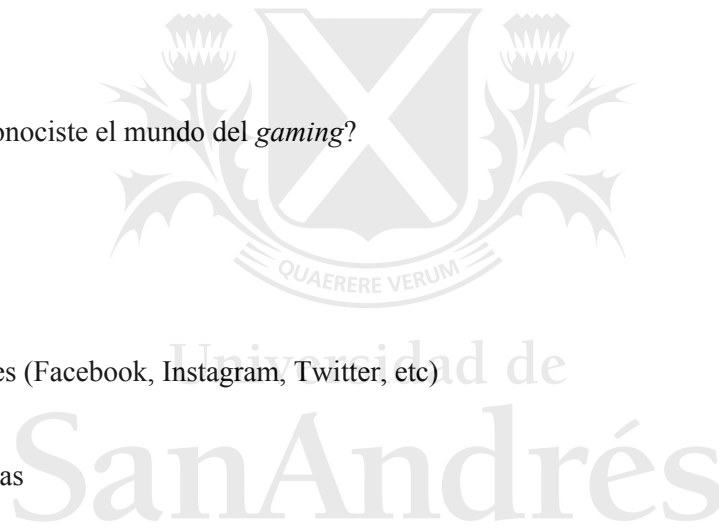 onociste el mundo del gaming?
QUAERERE VERUM
es (Facebook, Instagram, Twitter, etc)
Universidad de
as
SanAndrés